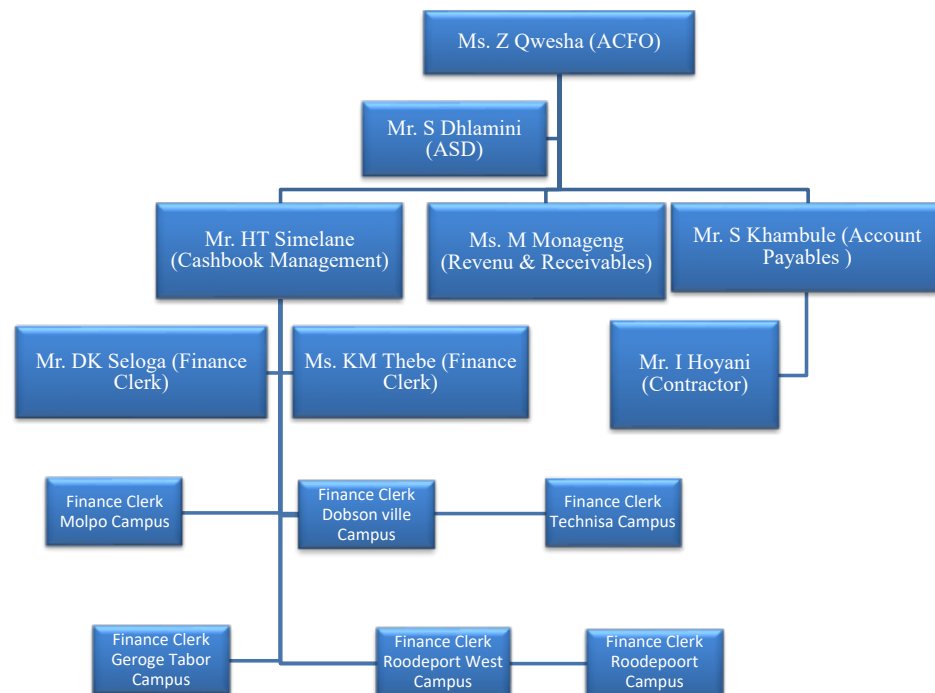 Ms. Z Qwesha (ACFO)
Mr. S Dhlamini
(ASD)
Mr. HT Simelane
(Cashbook Management)
Ms. M Monageng
(Revenu & Receivables)
Mr. S Khambule (Account
Payables )
Mr. DK Seloga (Finance
Clerk)
Ms. KM Thebe (Finance
Clerk)
Mr. I Hoyani
(Contractor)
Finance Clerk
Molpo Campus
Finance Clerk
Dobson ville
Campus
Finance Clerk
Technisa Campus
Finance Clerk
Geroge Tabor
Campus
Finance Clerk
Roodeport West
Campus
Finance Clerk
Roodepoort
Campus